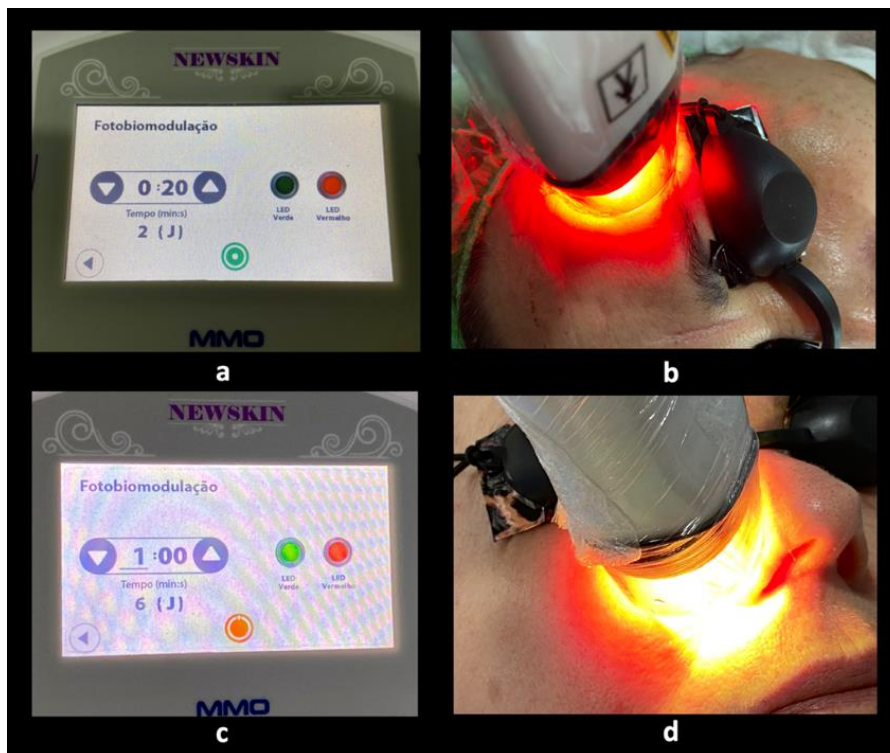 NEWSKIN
Fotobiomodulação
0:20
Tempo (min:s)
2 (J)
LED
Verde
LED
Vermelho
MMO
a
b
NEWSKIN
Fotobiomodulação
1:00
Tempo (min:s)
6 (J)
LED
Verde
LED
Vermelho
MMO
c
d